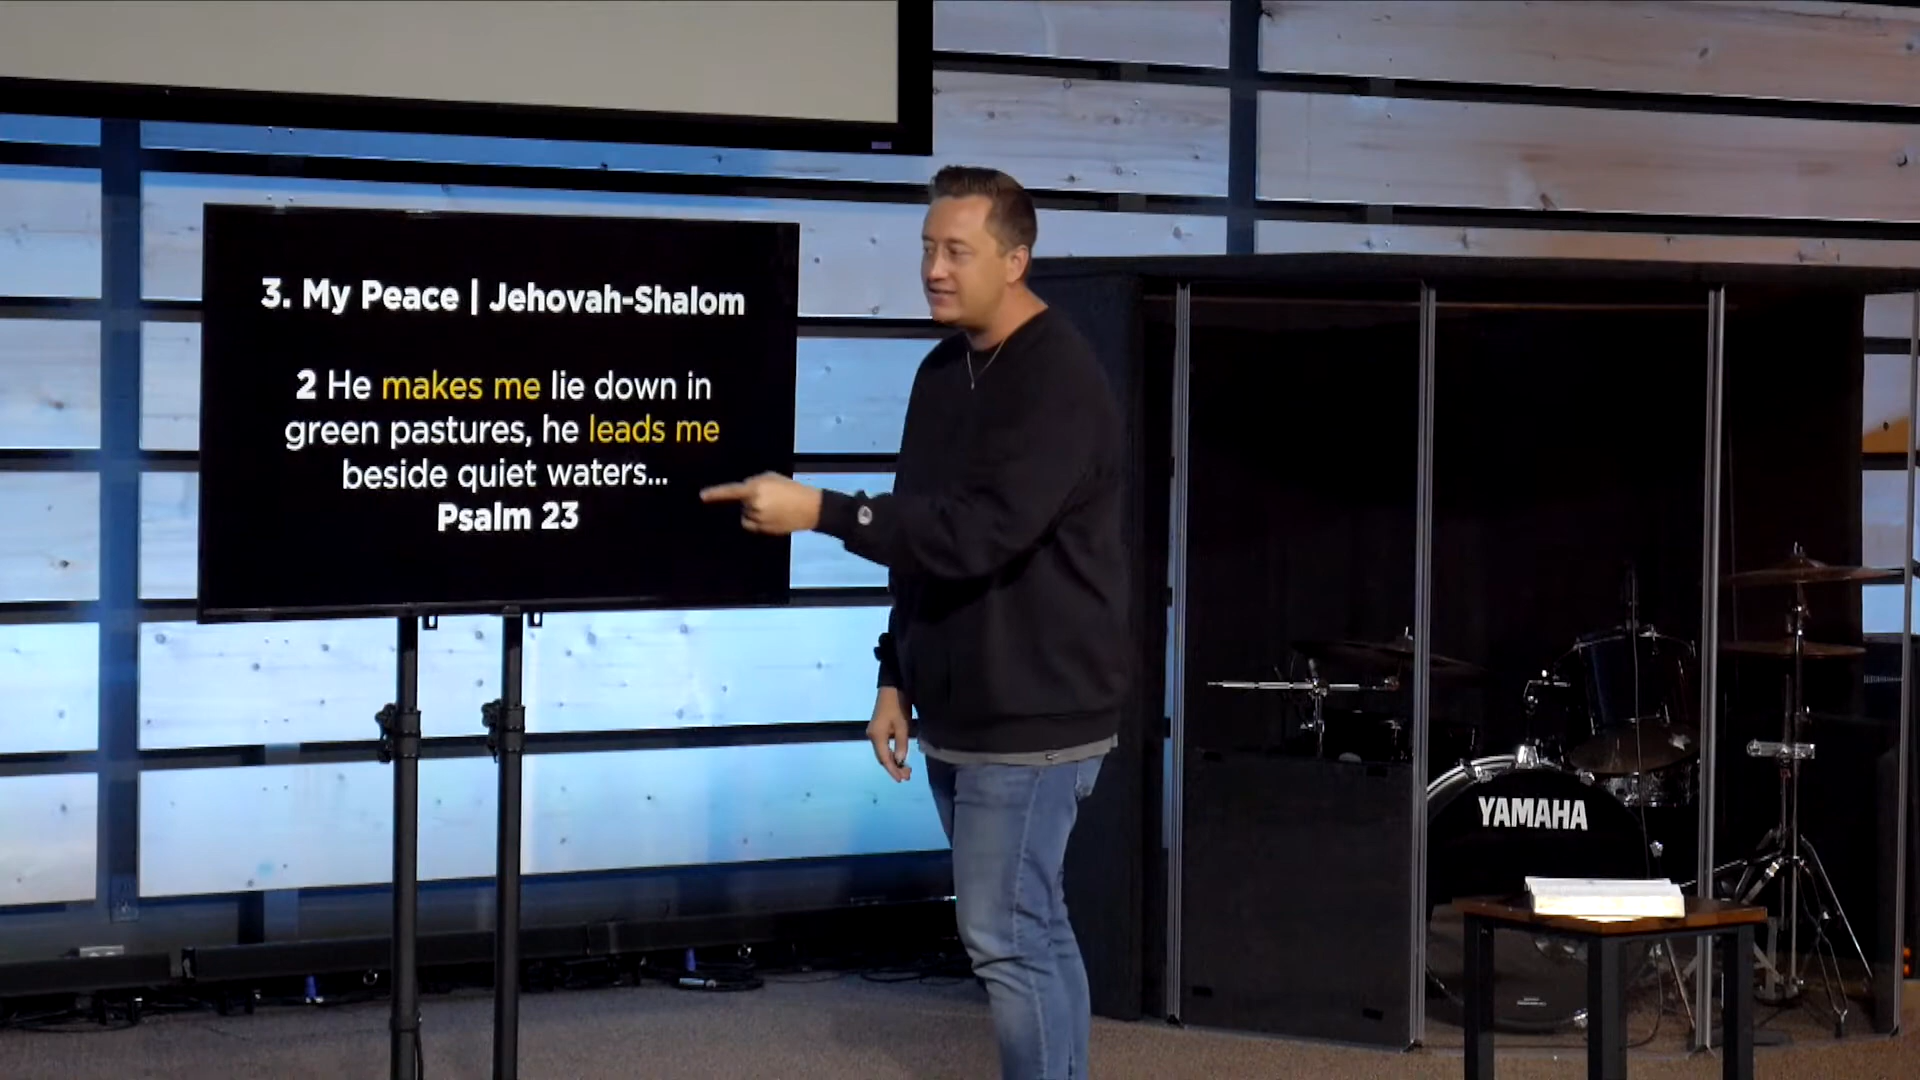 3. My Peace | Jehovah-Shalom
2 He makes me lie down in
green pastures, he leads me
beside quiet waters...
Psalm 23
YAMAHA